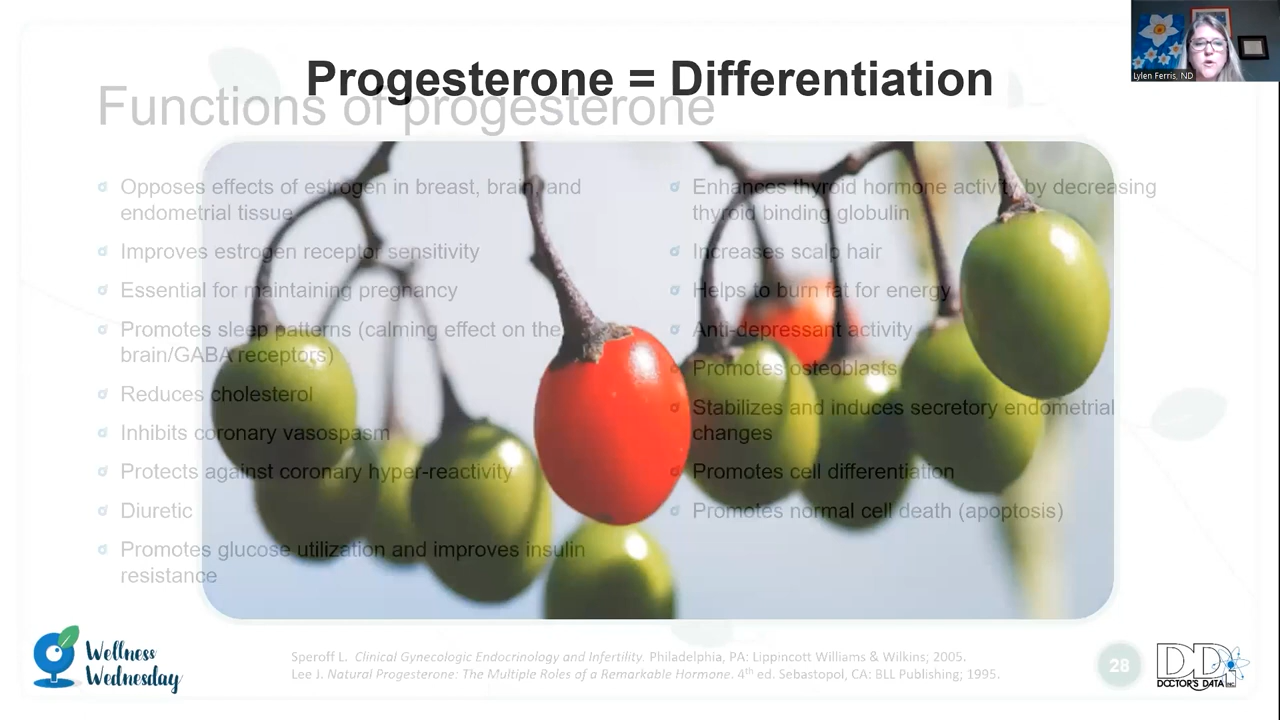 Lylen Ferris, ND
Progesterone = Differentiation
Functions of progesterone
Opposes effects of estrogen in breast, brain, and
endometrial tissue
Improves estrogen receptor sensitivity
Essential for maintaining pregnancy
Promotes sleep patterns (calming effect on the
brain/GABA receptors)
Reduces cholesterol
Inhibits coronary vasospasm
Protects against coronary hyper-reactivity
Diuretic
Promotes glucose utilization and improves insulin
resistance
Enhances thyroid hormone activity by decreasing
thyroid binding globulin
Increases scalp hair
Helps to burn fat for energy
Anti-depressant activity
Promotes osteoblasts
Stabilizes and induces secretory endometrial
changes
Promotes cell differentiation
Promotes normal cell death (apoptosis)
Wellness
Wednesday
Speroff L. Clinical Gynecologic Endocrinology and Infertility. Philadelphia, PA: Lippincott Williams & Wilkins; 2005.
Lee J. Natural Progesterone: The Multiple Roles of a Remarkable Hormone. 4th ed. Sebastopol, CA: BLL Publishing; 1995.
28
DDI
DOCTOR'S DATA INC.